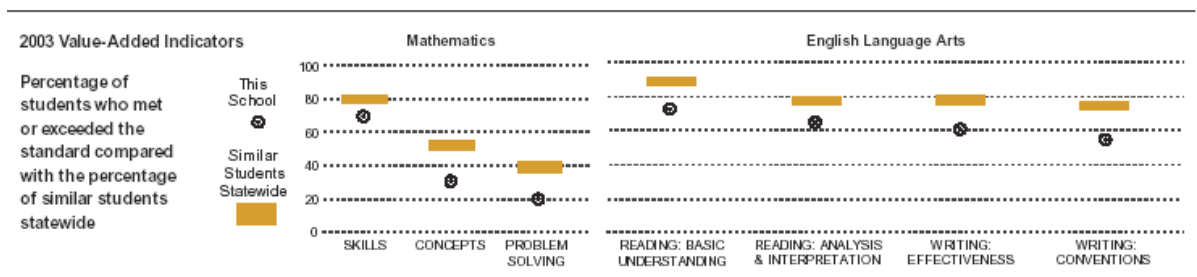 2003 Value-Added Indicators
Mathematics
English Language Arts
Percentage of
students who met
or exceeded the
standard compared
with the percentage
of similar students
statewide
This
School
Similar
Students
Statewide
100
80
60
40
20
0
SKILLS
CONCEPTS
PROBLEM
SOLVING
READING: BASIC
UNDERSTANDING
READING: ANALYSIS
& INTERPRETATION
WRITING:
EFFECTIVENESS
WRITING:
CONVENTIONS